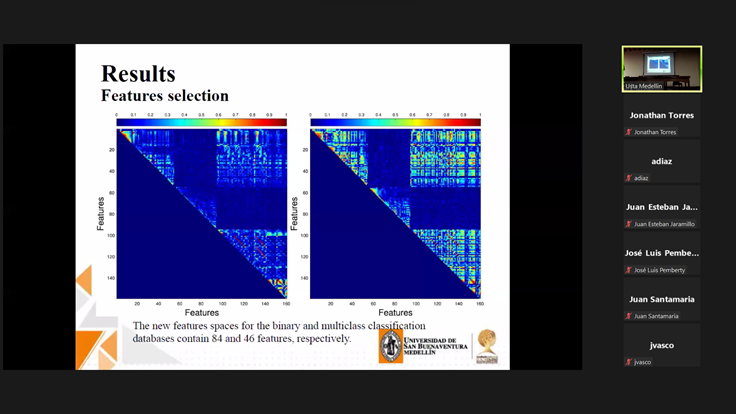 Results
Features selection
0 0.1 0.2 0.3 0.4 0.5 0.6 0.7 0.8 0.9 1
20
40
60
80
100
120
140
Features
20 40 60 80 100 120 140 160
Features
0 0.1 0.2 0.3 0.4 0.5 0.6 0.7 0.8 0.9 1
20
40
60
80
100
120
140
Features
20 40 60 80 100 120 140 160
Features
The new features spaces for the binary and multiclass classification
databases contain 84 and 46 features, respectively.
UNIVERSIDAD DE
SAN BUENAVENTURA
MEDELLÍN
Ujita Medellin
Jonathan Torres
Jonathan Torres
adiaz
adiaz
Juan Esteban Ja...
Juan Esteban Jaramillo
José Luis Pembe...
José Luis Pemberty
Juan Santamaria
Juan Santamaria
jvasco
jvasco